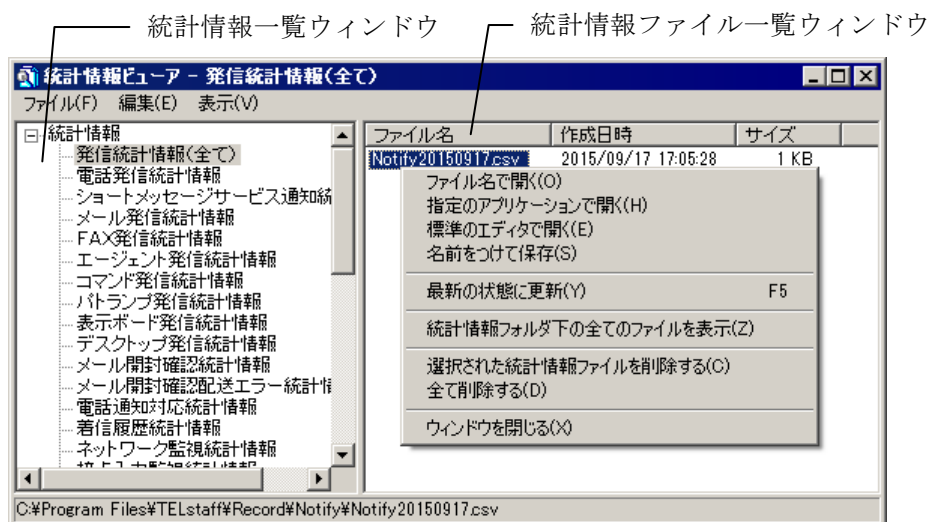 統計情報一覧ウィンドウ
統計情報ファイル一覧ウィンドウ
統計情報ビューア - 発信統計情報(全て)
ファイル(F) 編集(E) 表示(V)
統計情報
発信統計情報(全て)
電話発信統計情報
ショートメッセージサービス通知統
メール発信統計情報
FAX発信統計情報
エージェント発信統計情報
コマンド発信統計情報
パトランプ発信統計情報
表示ボード発信統計情報
デスクトップ発信統計情報
メール開封確認統計情報
メール開封確認配送エラー統計情
電話通知対応統計情報
着信履歴統計情報
ネットワーク監視統計情報
接点入力監視統計情報
ファイル名 作成日時 サイズ
Notify20150917.csv 2015/09/17 17:05:28 1 KB
ファイル名で開く(O)
指定のアプリケーションで開く(H)
標準のエディタで開く(E)
名前をつけて保存(S)
最新の状態に更新(Y) F5
統計情報フォルダ下の全てのファイルを表示(Z)
選択された統計情報ファイルを削除する(C)
全て削除する(D)
ウィンドウを閉じる(X)
C:¥Program Files¥TELstaff¥Record¥Notify¥Notify20150917.csv